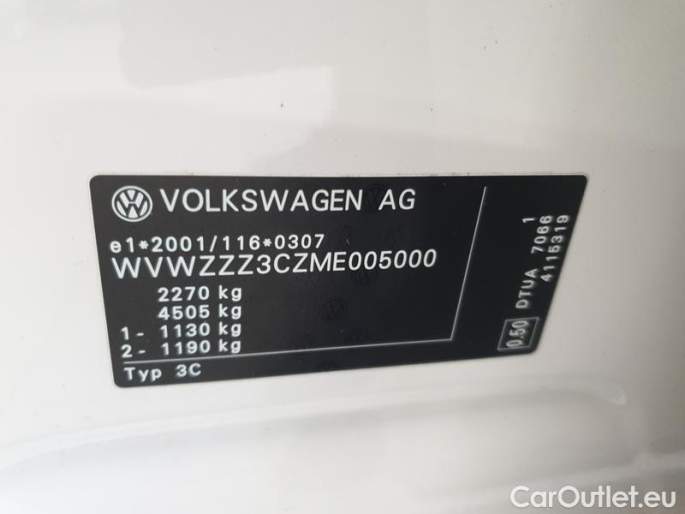 VOLKSWAGEN AG
e1*2001/116*0307
WVWZZZ3CZME005000
2270 kg
4505 kg
1 - 1130 kg
2 - 1190 kg
Typ 3C
0.50 DTUA 7066 1
4115319
CarOutlet.eu